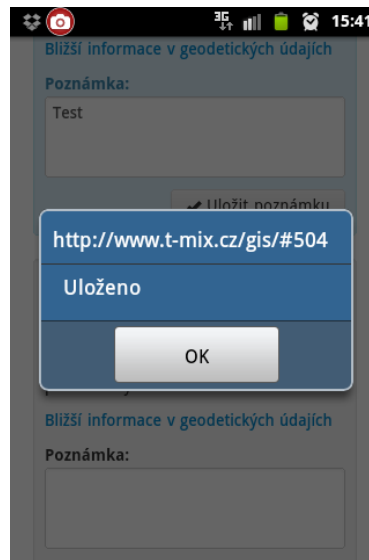 3G 15:41
Bližší informace v geodetických údajích
Poznámka:
Test
Uložit poznámku
http://www.t-mix.cz/gis/#504
Uloženo
OK
Bližší informace v geodetických údajích
Poznámka: